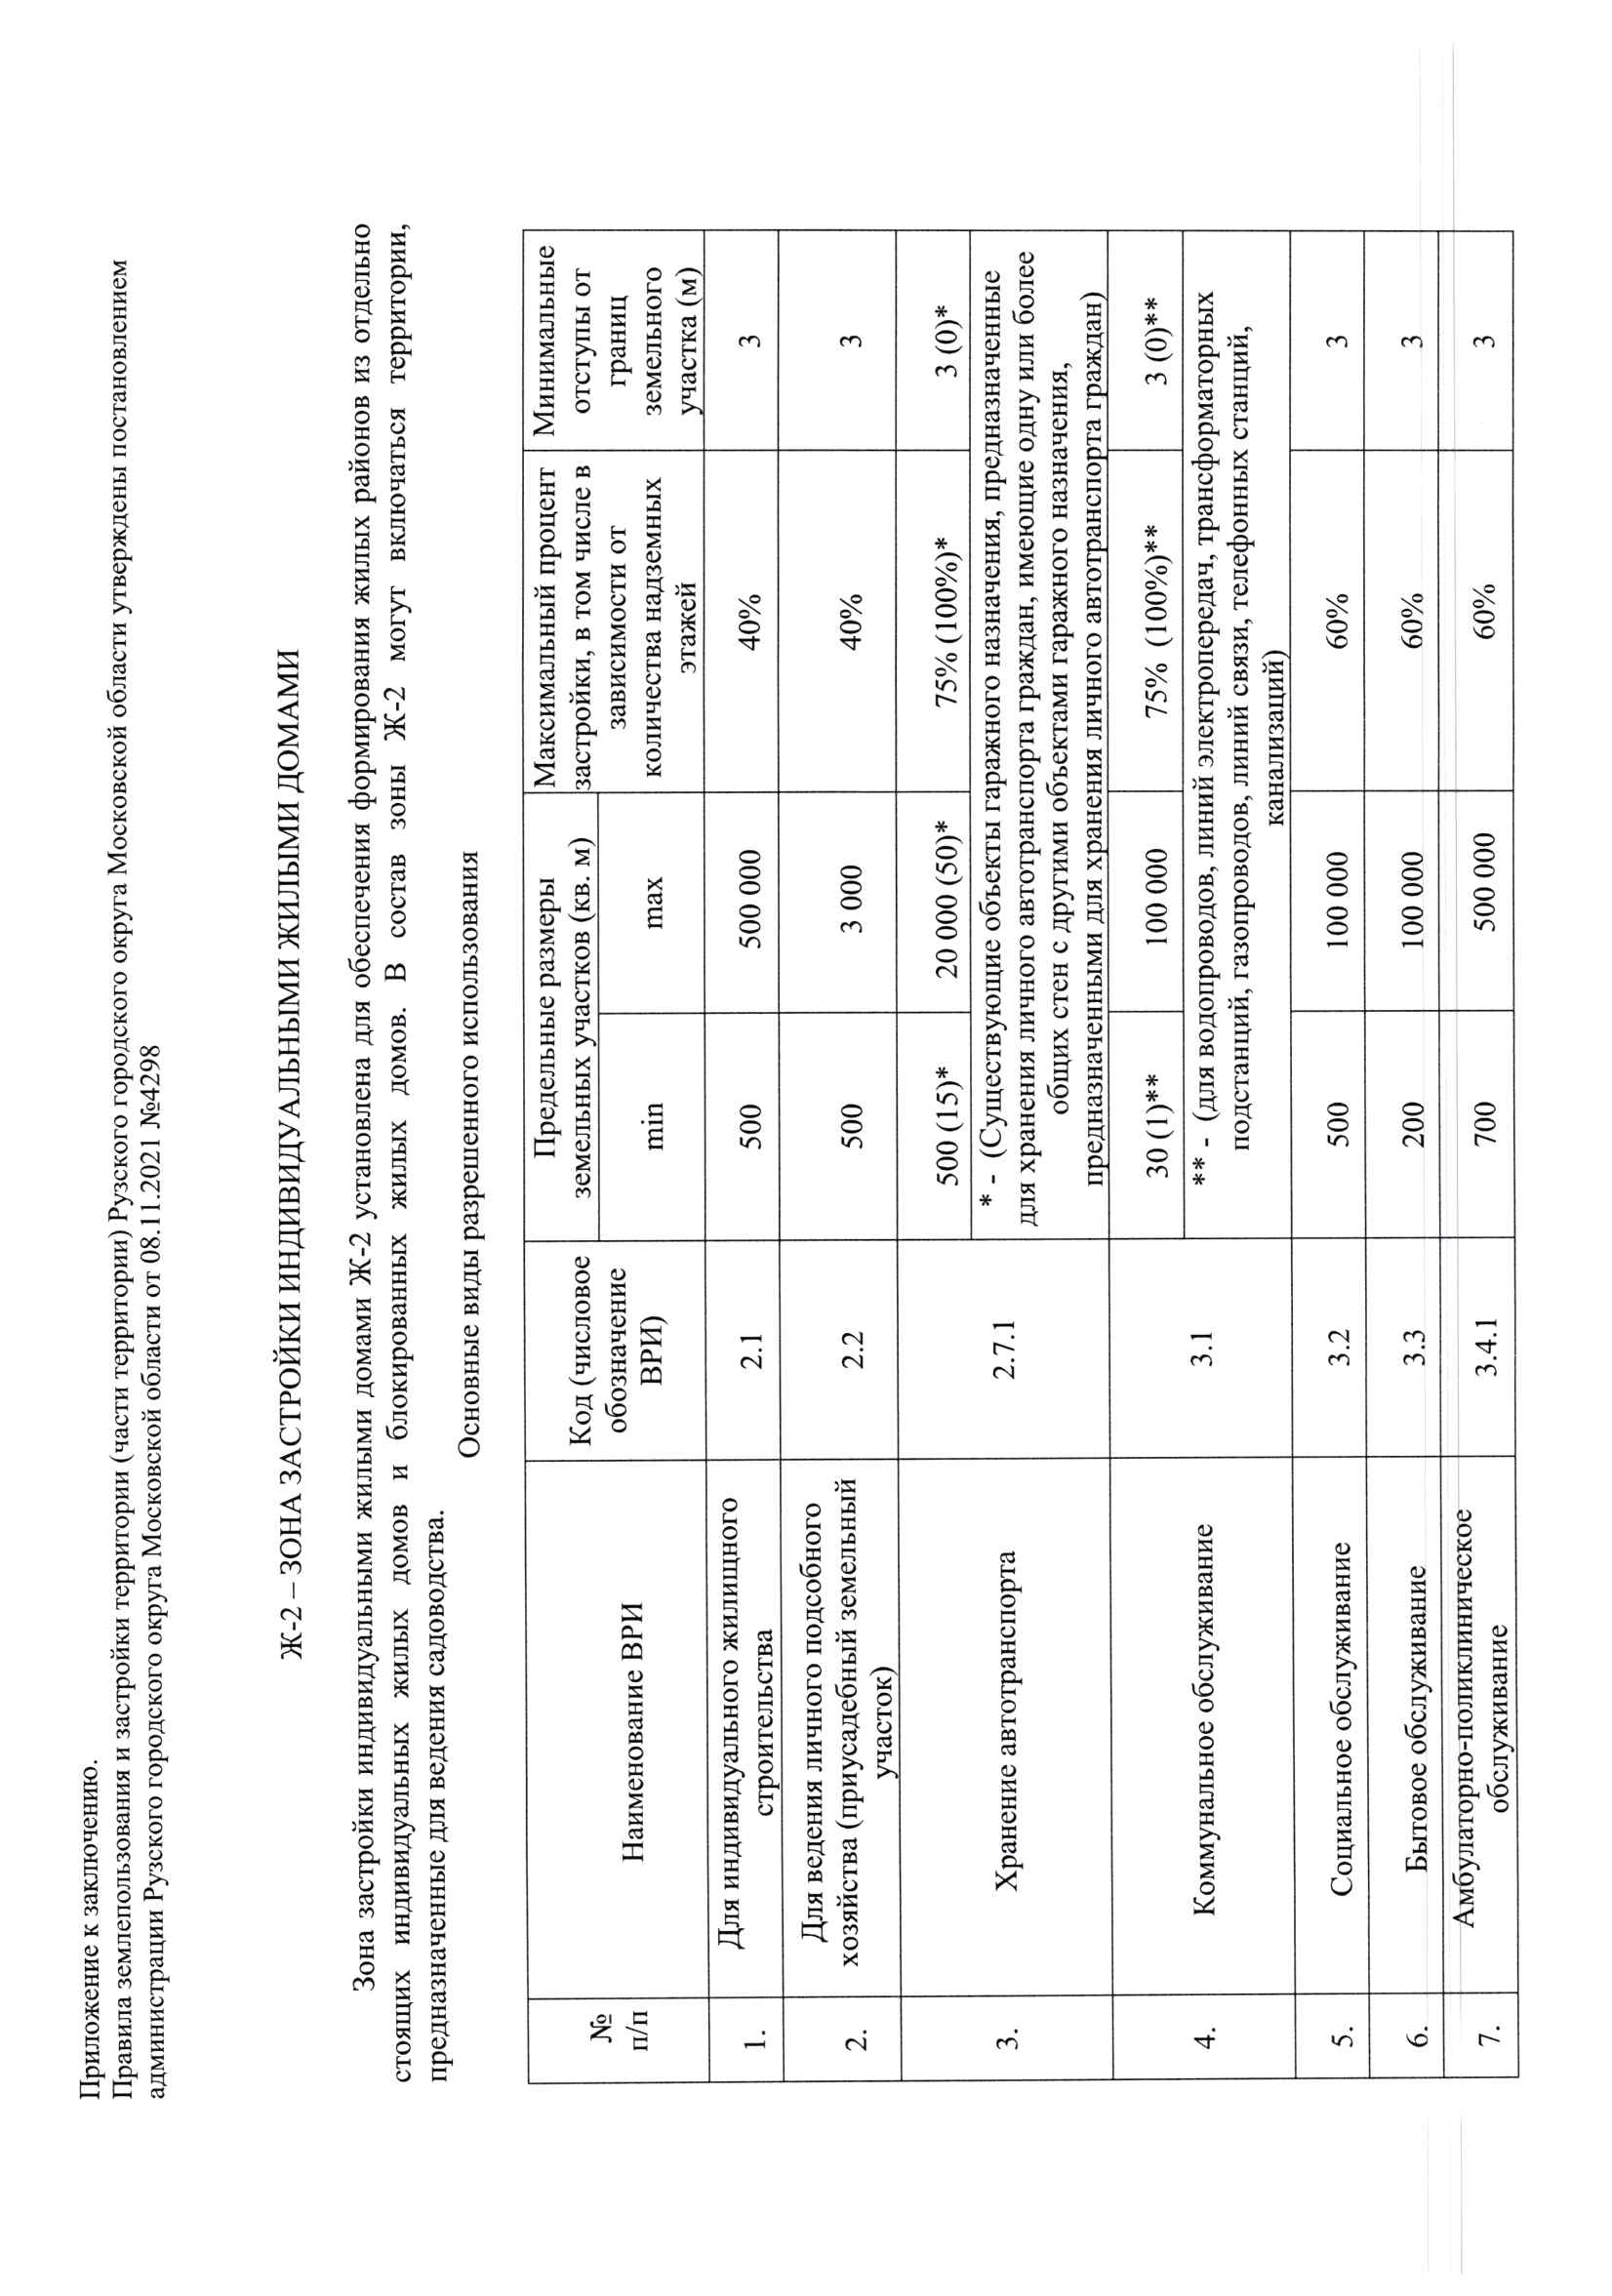 Приложение к заключению.
Правила землепользования и застройки территории (части территории) Рузского городского округа Московской области утверждены постановлением
администрации Рузского городского округа Московской области от 08.11.2021 №4298
Ж-2 – ЗОНА ЗАСТРОЙКИ ИНДИВИДУАЛЬНЫМИ ЖИЛЫМИ ДОМАМИ
Зона застройки индивидуальными жилыми домами Ж-2 установлена для обеспечения формирования жилых районов из отдельно
стоящих индивидуальных жилых домов и блокированных жилых домов. В состав зоны Ж-2 могут включаться территории,
предназначенные для ведения садоводства.
Основные виды разрешенного использования
№
п/п
Наименование ВРИ
Код (числовое
обозначение
ВРИ)
Предельные размеры
земельных участков (кв. м)
min
max
Максимальный процент
застройки, в том числе в
зависимости от
количества надземных
этажей
Минимальные
отступы от
границ
земельного
участка (м)
1.
Для индивидуального жилищного
строительства
2.1
500
500 000
40%
3
2.
Для ведения личного подсобного
хозяйства (приусадебный земельный
участок)
2.2
500
3 000
40%
3
3.
Хранение автотранспорта
2.7.1
500 (15)*
20 000 (50)*
75% (100%)*
3 (0)*
* - (Существующие объекты гаражного назначения, предназначенные
для хранения личного автотранспорта граждан, имеющие одну или более
общих стен с другими объектами гаражного назначения,
предназначенными для хранения личного автотранспорта граждан)
4.
Коммунальное обслуживание
3.1
30 (1)**
100 000
75% (100%)**
3 (0)**
** - (для водопроводов, линий электропередач, трансформаторных
подстанций, газопроводов, линий связи, телефонных станций,
канализаций)
5.
Социальное обслуживание
3.2
500
100 000
60%
3
6.
Бытовое обслуживание
3.3
200
100 000
60%
3
7.
Амбулаторно-поликлиническое
обслуживание
3.4.1
700
500 000
60%
3